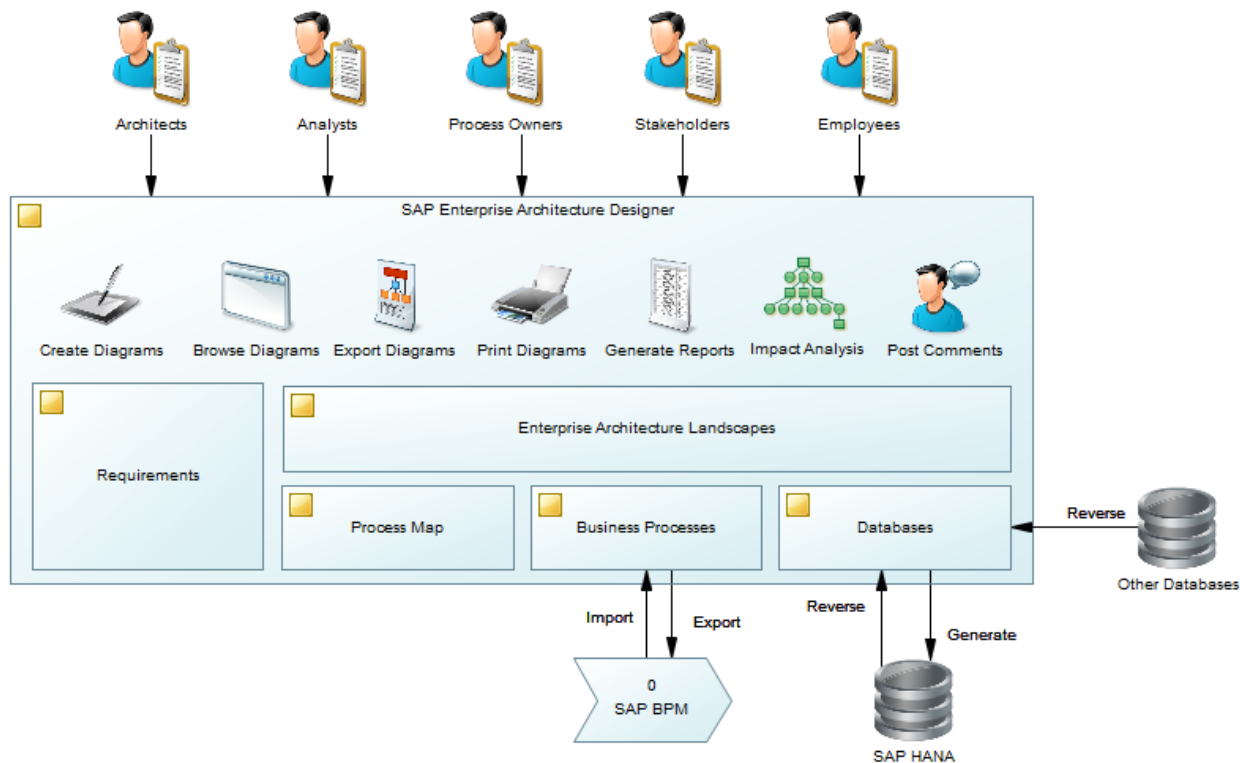 Architects
Analysts
Process Owners
Stakeholders
Employees
SAP Enterprise Architecture Designer
Create Diagrams
Browse Diagrams
Export Diagrams
Print Diagrams
Generate Reports
Impact Analysis
Post Comments
Requirements
Enterprise Architecture Landscapes
Process Map
Business Processes
Databases
Reverse
Other Databases
Import
Export
Reverse
Generate
0
SAP BPM
SAP HANA